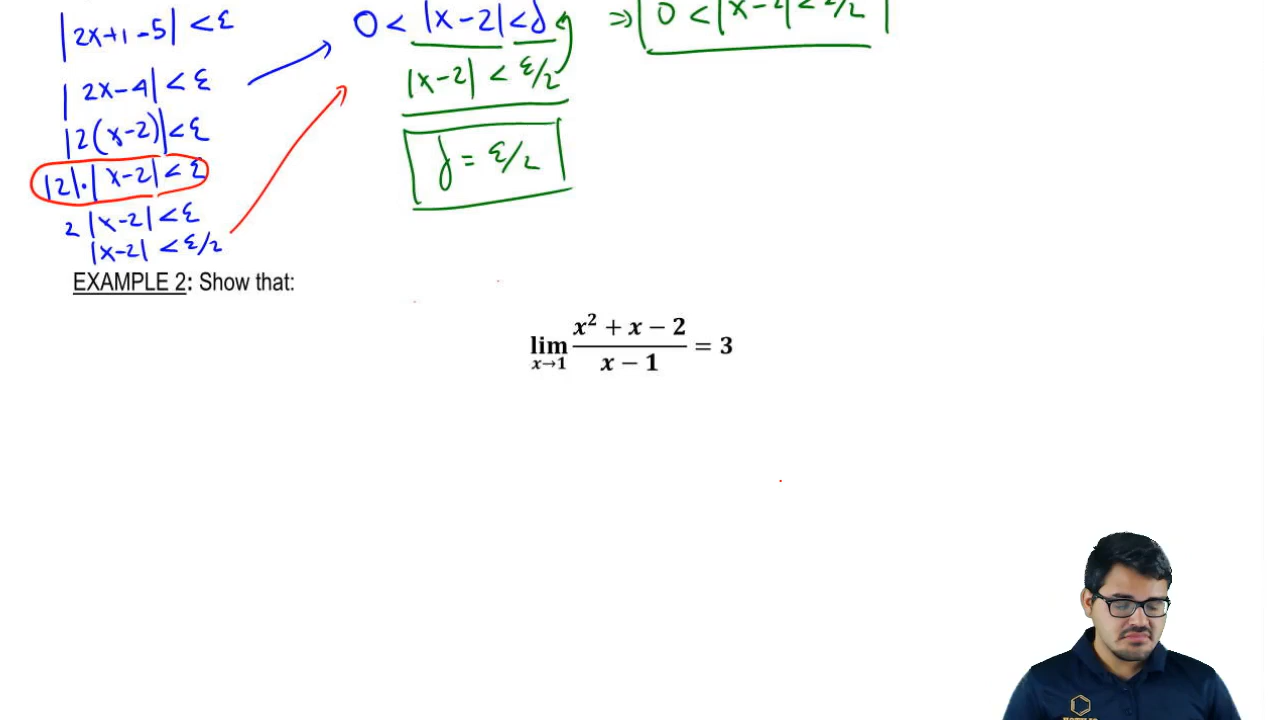 |2x+1-5| < ε
0 < |x-2| < δ
⇒ 0 < |x-2| < ε/2
|2x-4| < ε
|x-2| < ε/2
|2(x-2)| < ε
δ = ε/2
|2|·|x-2| < ε
2|x-2| < ε
|x-2| < ε/2
EXAMPLE 2: Show that:
lim x→1 (x² + x − 2)/(x − 1) = 3